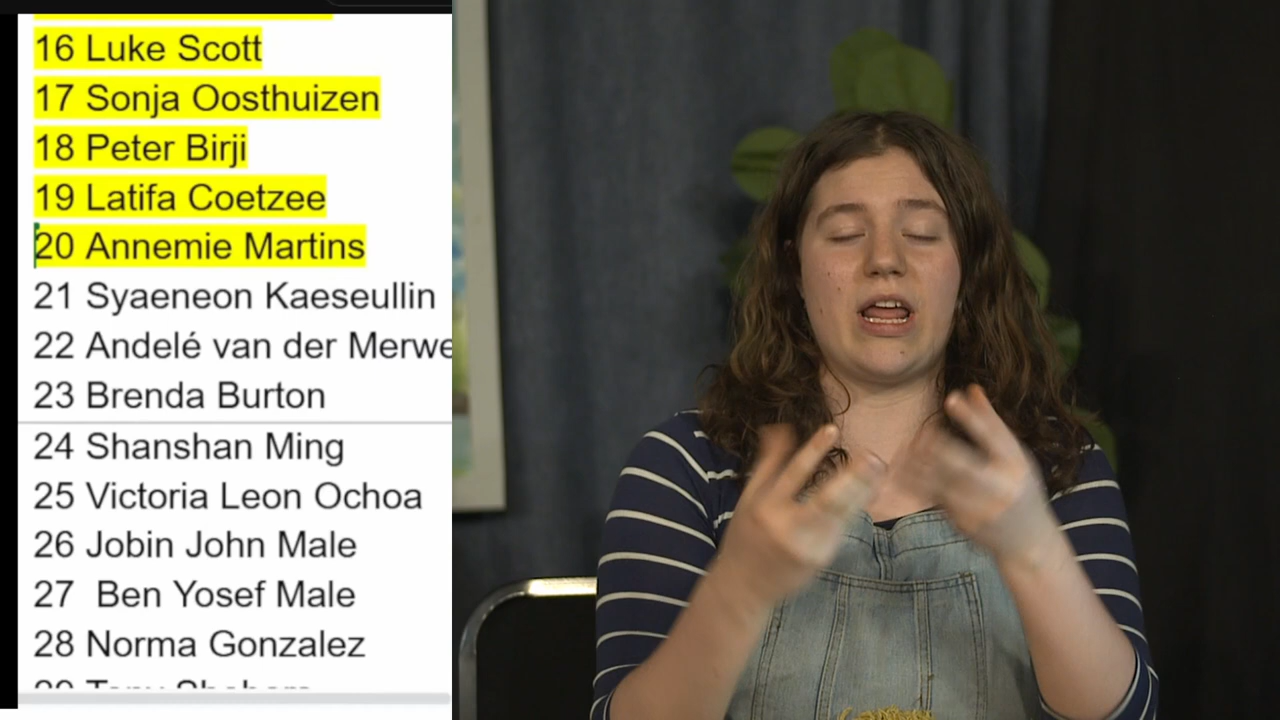 16 Luke Scott
17 Sonja Oosthuizen
18 Peter Birji
19 Latifa Coetzee
20 Annemie Martins
21 Syaeneon Kaeseullin
22 Andelé van der Merwe
23 Brenda Burton
24 Shanshan Ming
25 Victoria Leon Ochoa
26 Jobin John Male
27 Ben Yosef Male
28 Norma Gonzalez